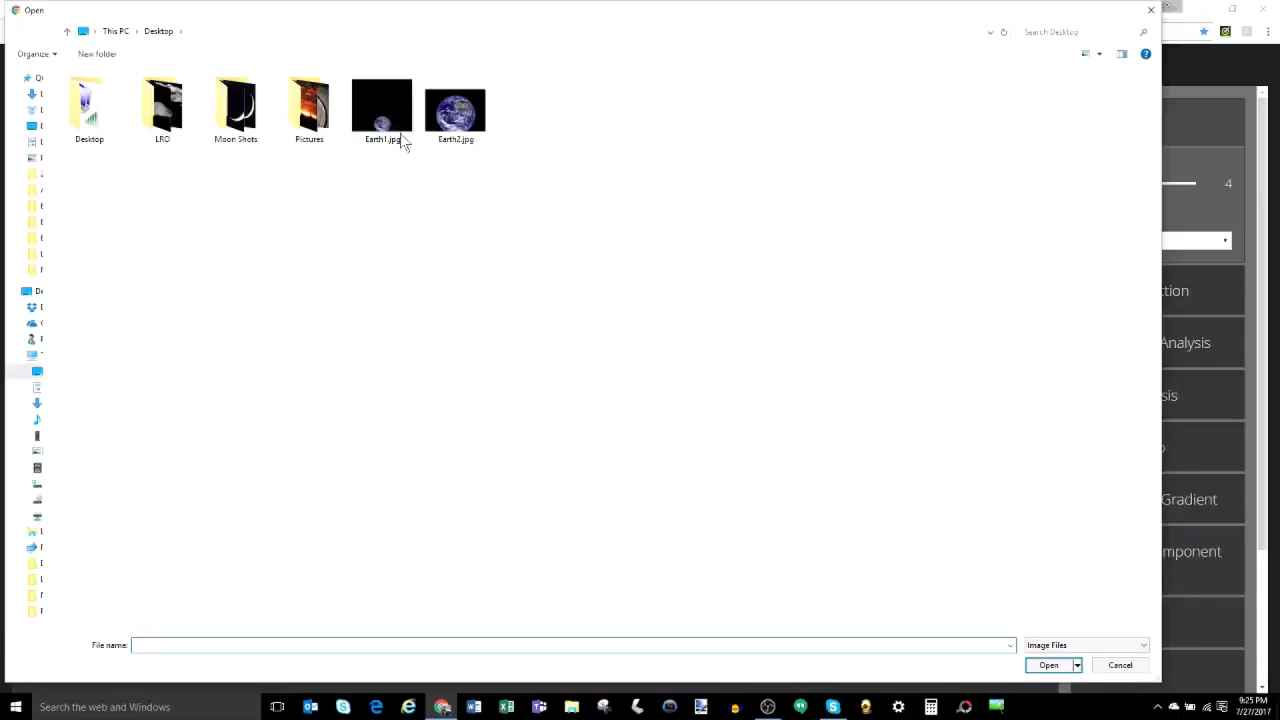 Open
This PC > Desktop >
Search Desktop
Organize
New folder
Desktop
LRO
Moon Shots
Pictures
Earth1.jpg
Earth2.jpg
4
ction
Analysis
sis
Gradient
mponent
File name:
Image Files
Open
Cancel
Search the web and Windows
9:25 PM
7/27/2017